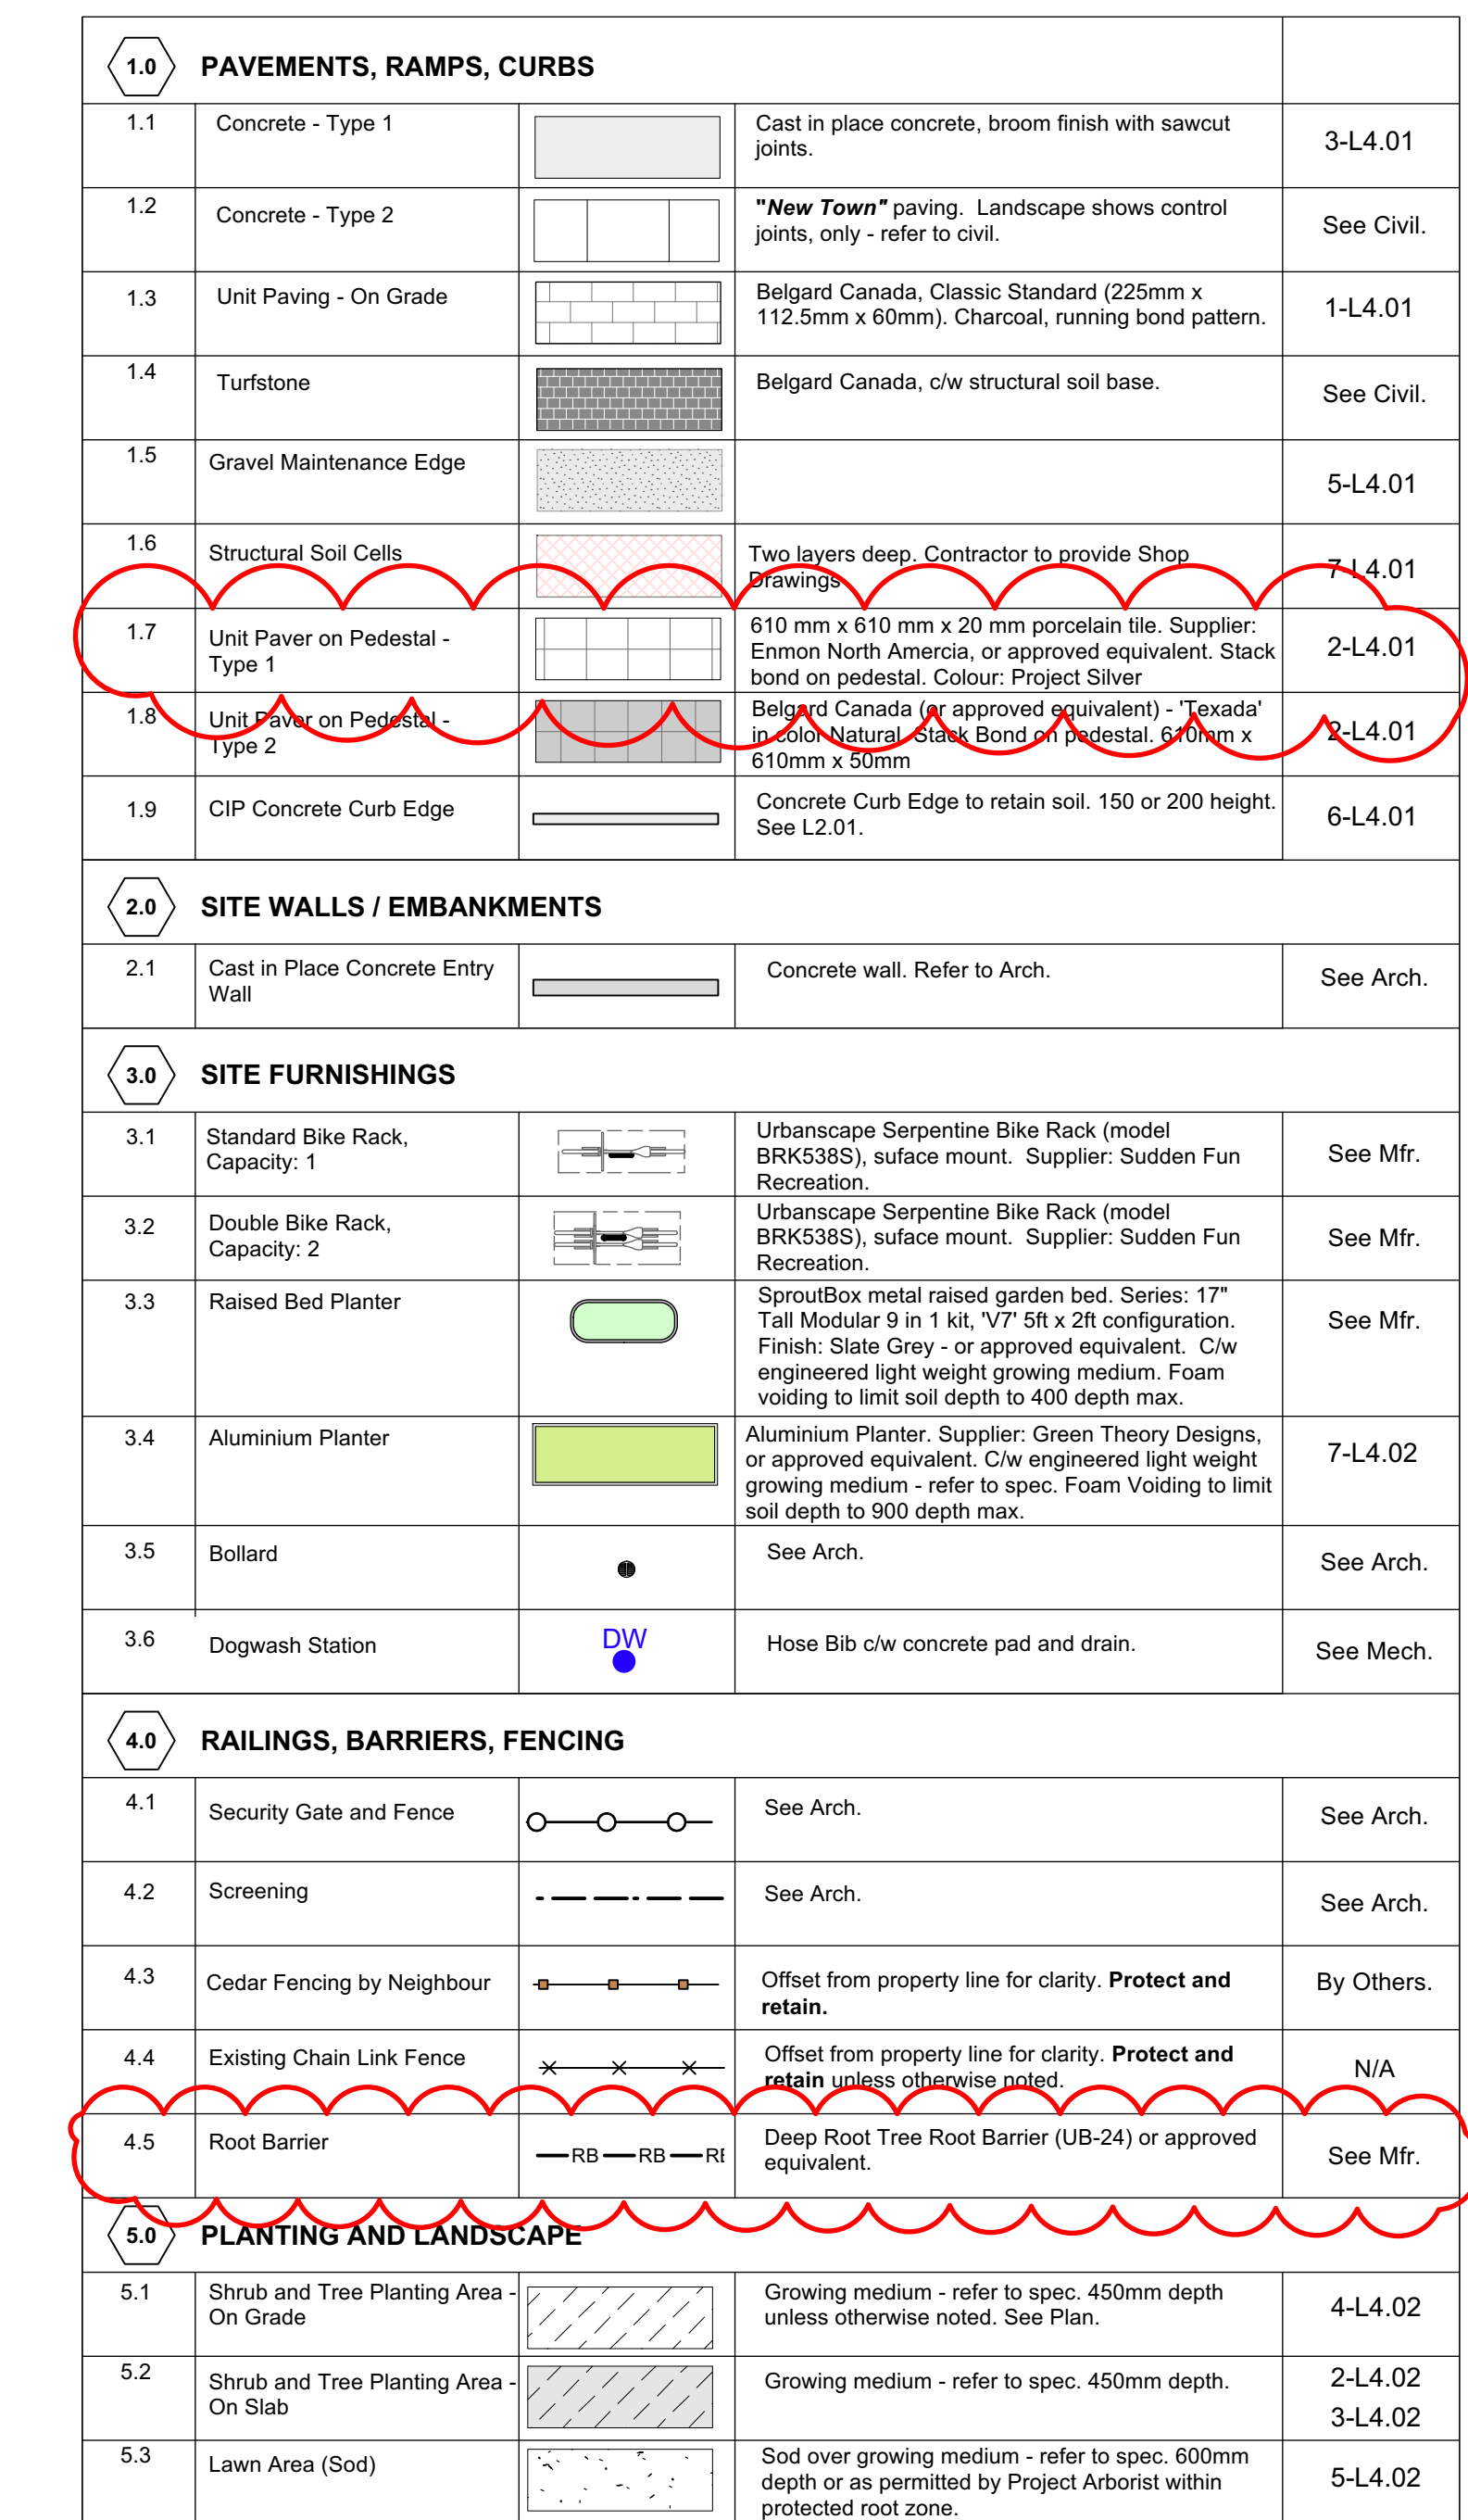 1.0 PAVEMENTS, RAMPS, CURBS
1.1
Concrete - Type 1
Cast in place concrete, broom finish with sawcut
joints.
3-L4.01
1.2
Concrete - Type 2
"New Town" paving. Landscape shows control
joints, only - refer to civil.
See Civil.
1.3
Unit Paving - On Grade
Belgard Canada, Classic Standard (225mm x
112.5mm x 60mm). Charcoal, running bond pattern.
1-L4.01
1.4
Turfstone
Belgard Canada, c/w structural soil base.
See Civil.
1.5
Gravel Maintenance Edge
5-L4.01
1.6
Structural Soil Cells
Two layers deep. Contractor to provide Shop
Drawings
7-L4.01
1.7
Unit Paver on Pedestal -
Type 1
610 mm x 610 mm x 20 mm porcelain tile. Supplier:
Enmon North Amercia, or approved equivalent. Stack
bond on pedestal. Colour: Project Silver
2-L4.01
1.8
Unit Paver on Pedestal -
Type 2
Belgard Canada (or approved equivalent) - 'Texada'
in color Natural. Stack Bond on pedestal. 610mm x
610mm x 50mm
2-L4.01
1.9
CIP Concrete Curb Edge
Concrete Curb Edge to retain soil. 150 or 200 height.
See L2.01.
6-L4.01
2.0 SITE WALLS / EMBANKMENTS
2.1
Cast in Place Concrete Entry
Wall
Concrete wall. Refer to Arch.
See Arch.
3.0 SITE FURNISHINGS
3.1
Standard Bike Rack,
Capacity: 1
Urbanscape Serpentine Bike Rack (model
BRK538S), suface mount. Supplier: Sudden Fun
Recreation.
See Mfr.
3.2
Double Bike Rack,
Capacity: 2
Urbanscape Serpentine Bike Rack (model
BRK538S), suface mount. Supplier: Sudden Fun
Recreation.
See Mfr.
3.3
Raised Bed Planter
SproutBox metal raised garden bed. Series: 17"
Tall Modular 9 in 1 kit, 'V7' 5ft x 2ft configuration.
Finish: Slate Grey - or approved equivalent. C/w
engineered light weight growing medium. Foam
voiding to limit soil depth to 400 depth max.
See Mfr.
3.4
Aluminium Planter
Aluminium Planter. Supplier: Green Theory Designs,
or approved equivalent. C/w engineered light weight
growing medium - refer to spec. Foam Voiding to limit
soil depth to 900 depth max.
7-L4.02
3.5
Bollard
See Arch.
See Arch.
3.6
Dogwash Station
DW
Hose Bib c/w concrete pad and drain.
See Mech.
4.0 RAILINGS, BARRIERS, FENCING
4.1
Security Gate and Fence
See Arch.
See Arch.
4.2
Screening
See Arch.
See Arch.
4.3
Cedar Fencing by Neighbour
Offset from property line for clarity. Protect and
retain.
By Others.
4.4
Existing Chain Link Fence
Offset from property line for clarity. Protect and
retain unless otherwise noted.
N/A
4.5
Root Barrier
RB RB RB
Deep Root Tree Root Barrier (UB-24) or approved
equivalent.
See Mfr.
5.0 PLANTING AND LANDSCAPE
5.1
Shrub and Tree Planting Area -
On Grade
Growing medium - refer to spec. 450mm depth
unless otherwise noted. See Plan.
4-L4.02
5.2
Shrub and Tree Planting Area -
On Slab
Growing medium - refer to spec. 450mm depth.
2-L4.02
3-L4.02
5.3
Lawn Area (Sod)
Sod over growing medium - refer to spec. 600mm
depth or as permitted by Project Arborist within
protected root zone.
5-L4.02